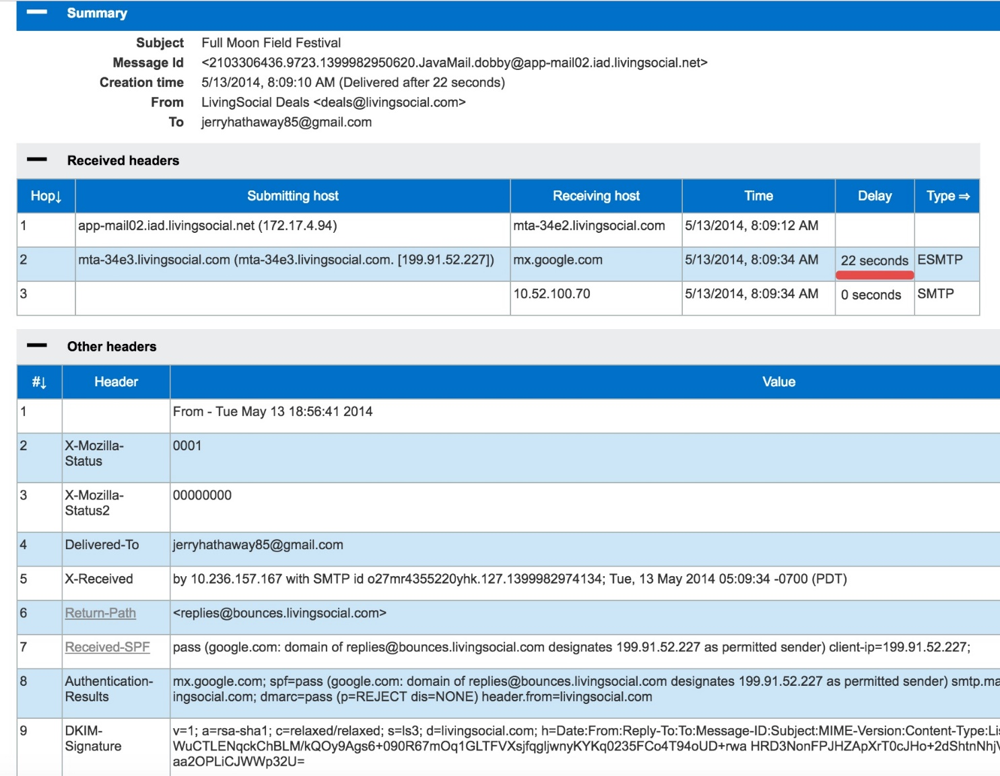 Summary
Subject Full Moon Field Festival
Message Id <2103306436.9723.1399982950620.JavaMail.dobby@app-mail02.iad.livingsocial.net>
Creation time 5/13/2014, 8:09:10 AM (Delivered after 22 seconds)
From LivingSocial Deals <deals@livingsocial.com>
To jerryhathaway85@gmail.com
Received headers
Hop↓ Submitting host Receiving host Time Delay Type ⇒
1 app-mail02.iad.livingsocial.net (172.17.4.94) mta-34e2.livingsocial.com 5/13/2014, 8:09:12 AM
2 mta-34e3.livingsocial.com (mta-34e3.livingsocial.com. [199.91.52.227]) mx.google.com 5/13/2014, 8:09:34 AM 22 seconds ESMTP
3 10.52.100.70 5/13/2014, 8:09:34 AM 0 seconds SMTP
Other headers
#↓ Header Value
1 From - Tue May 13 18:56:41 2014
2 X-Mozilla- 0001
Status
3 X-Mozilla- 00000000
Status2
4 Delivered-To jerryhathaway85@gmail.com
5 X-Received by 10.236.157.167 with SMTP id o27mr4355220yhk.127.1399982974134; Tue, 13 May 2014 05:09:34 -0700 (PDT)
6 Return-Path <replies@bounces.livingsocial.com>
7 Received-SPF pass (google.com: domain of replies@bounces.livingsocial.com designates 199.91.52.227 as permitted sender) client-ip=199.91.52.227;
8 Authentication- mx.google.com; spf=pass (google.com: domain of replies@bounces.livingsocial.com designates 199.91.52.227 as permitted sender) smtp.ma
Results ingsocial.com; dmarc=pass (p=REJECT dis=NONE) header.from=livingsocial.com
9 DKIM- v=1; a=rsa-sha1; c=relaxed/relaxed; s=ls3; d=livingsocial.com; h=Date:From:Reply-To:To:Message-ID:Subject:MIME-Version:Content-Type:Lis
Signature WuCTLENqckChBLM/kQOy9Ags6+090R67mOq1GLTFVXsjfqgljwnyKYKq0235FCo4T94oUD+rwa HRD3NonFPJHZApXrT0cJHo+2dShtnNhjV
aa2OPLiCJWWp32U=